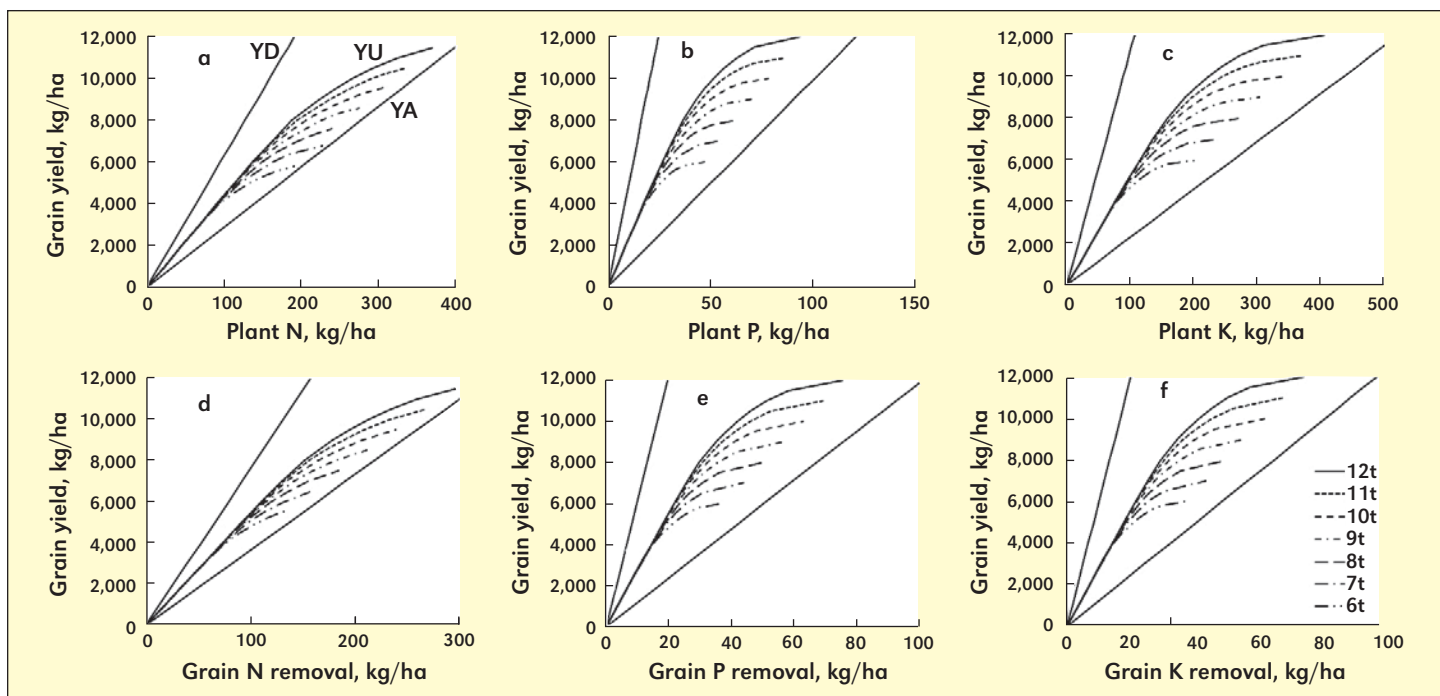 a
YD
YU
YA
12,000
10,000
8,000
6,000
4,000
2,000
0
Grain yield, kg/ha
0 100 200 300 400
Plant N, kg/ha
b
12,000
10,000
8,000
6,000
4,000
2,000
0
Grain yield, kg/ha
0 50 100 150
Plant P, kg/ha
c
12,000
10,000
8,000
6,000
4,000
2,000
0
Grain yield, kg/ha
0 100 200 300 400 500
Plant K, kg/ha
d
12,000
10,000
8,000
6,000
4,000
2,000
0
Grain yield, kg/ha
0 100 200 300
Grain N removal, kg/ha
e
12,000
10,000
8,000
6,000
4,000
2,000
0
Grain yield, kg/ha
0 20 40 60 80 100
Grain P removal, kg/ha
f
12,000
10,000
8,000
6,000
4,000
2,000
0
Grain yield, kg/ha
0 20 40 60 80 100
Grain K removal, kg/ha
12t
11t
10t
9t
8t
7t
6t